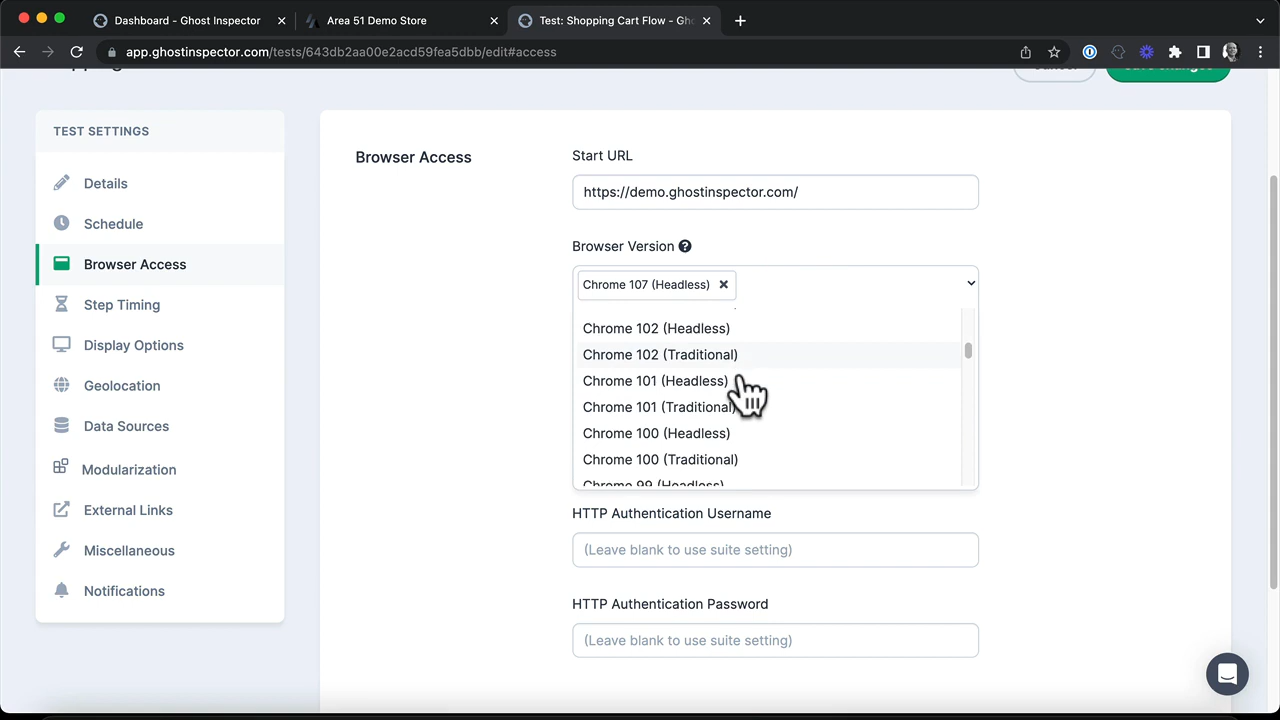 Dashboard - Ghost Inspector
Area 51 Demo Store
Test: Shopping Cart Flow - Gh
app.ghostinspector.com/tests/643db2aa00e2acd59fea5dbb/edit#access
TEST SETTINGS
Details
Schedule
Browser Access
Step Timing
Display Options
Geolocation
Data Sources
Modularization
External Links
Miscellaneous
Notifications
Browser Access
Start URL
https://demo.ghostinspector.com/
Browser Version
Chrome 107 (Headless)
Chrome 102 (Headless)
Chrome 102 (Traditional)
Chrome 101 (Headless)
Chrome 101 (Traditional)
Chrome 100 (Headless)
Chrome 100 (Traditional)
Chrome 99 (Headless)
HTTP Authentication Username
(Leave blank to use suite setting)
HTTP Authentication Password
(Leave blank to use suite setting)